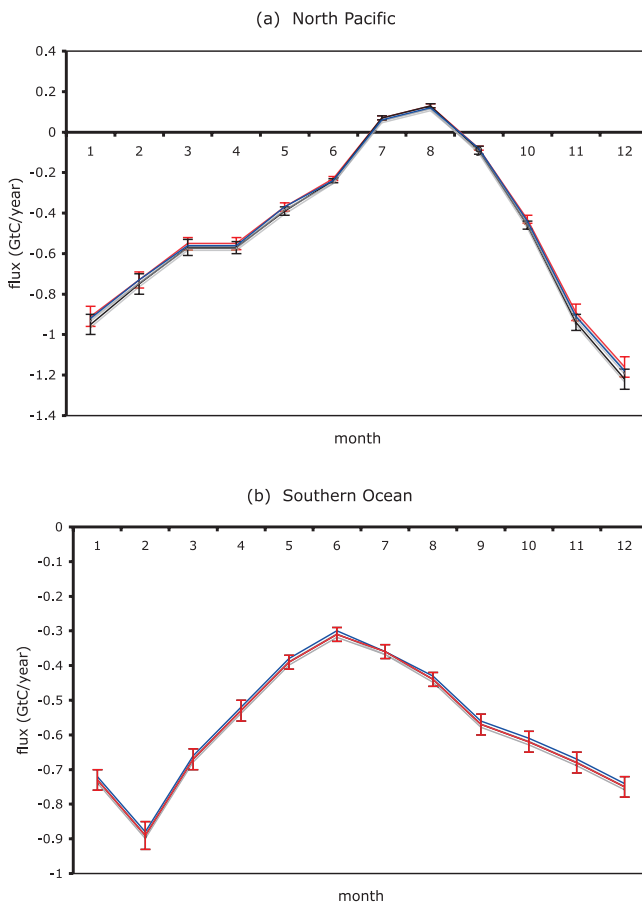 (a) North Pacific
0.4
0.2
0
1 2 3 4 5 6 7 8 9 10 11 12
-0.2
-0.4
-0.6
-0.8
-1
-1.2
-1.4
flux (GtC/year)
month
(b) Southern Ocean
0
1 2 3 4 5 6 7 8 9 10 11 12
-0.1
-0.2
-0.3
-0.4
-0.5
-0.6
-0.7
-0.8
-0.9
-1
flux (GtC/year)
month